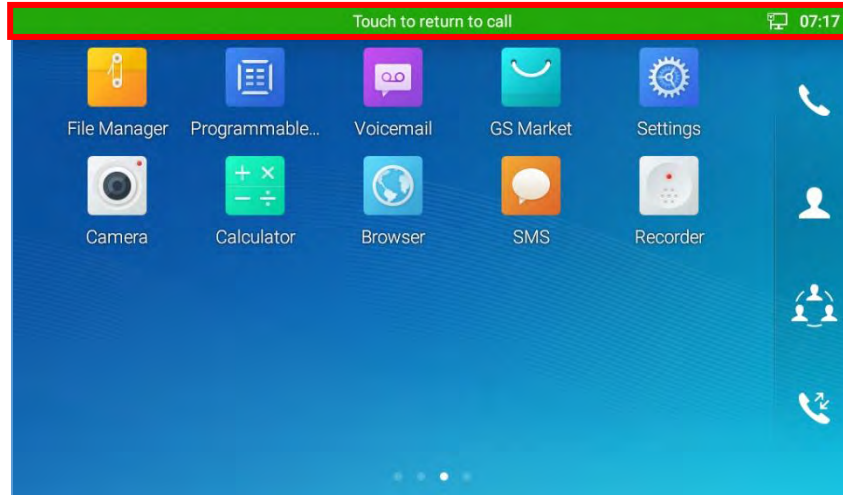 Touch to return to call 07:17
File Manager Programmable... Voicemail GS Market Settings
Camera Calculator Browser SMS Recorder